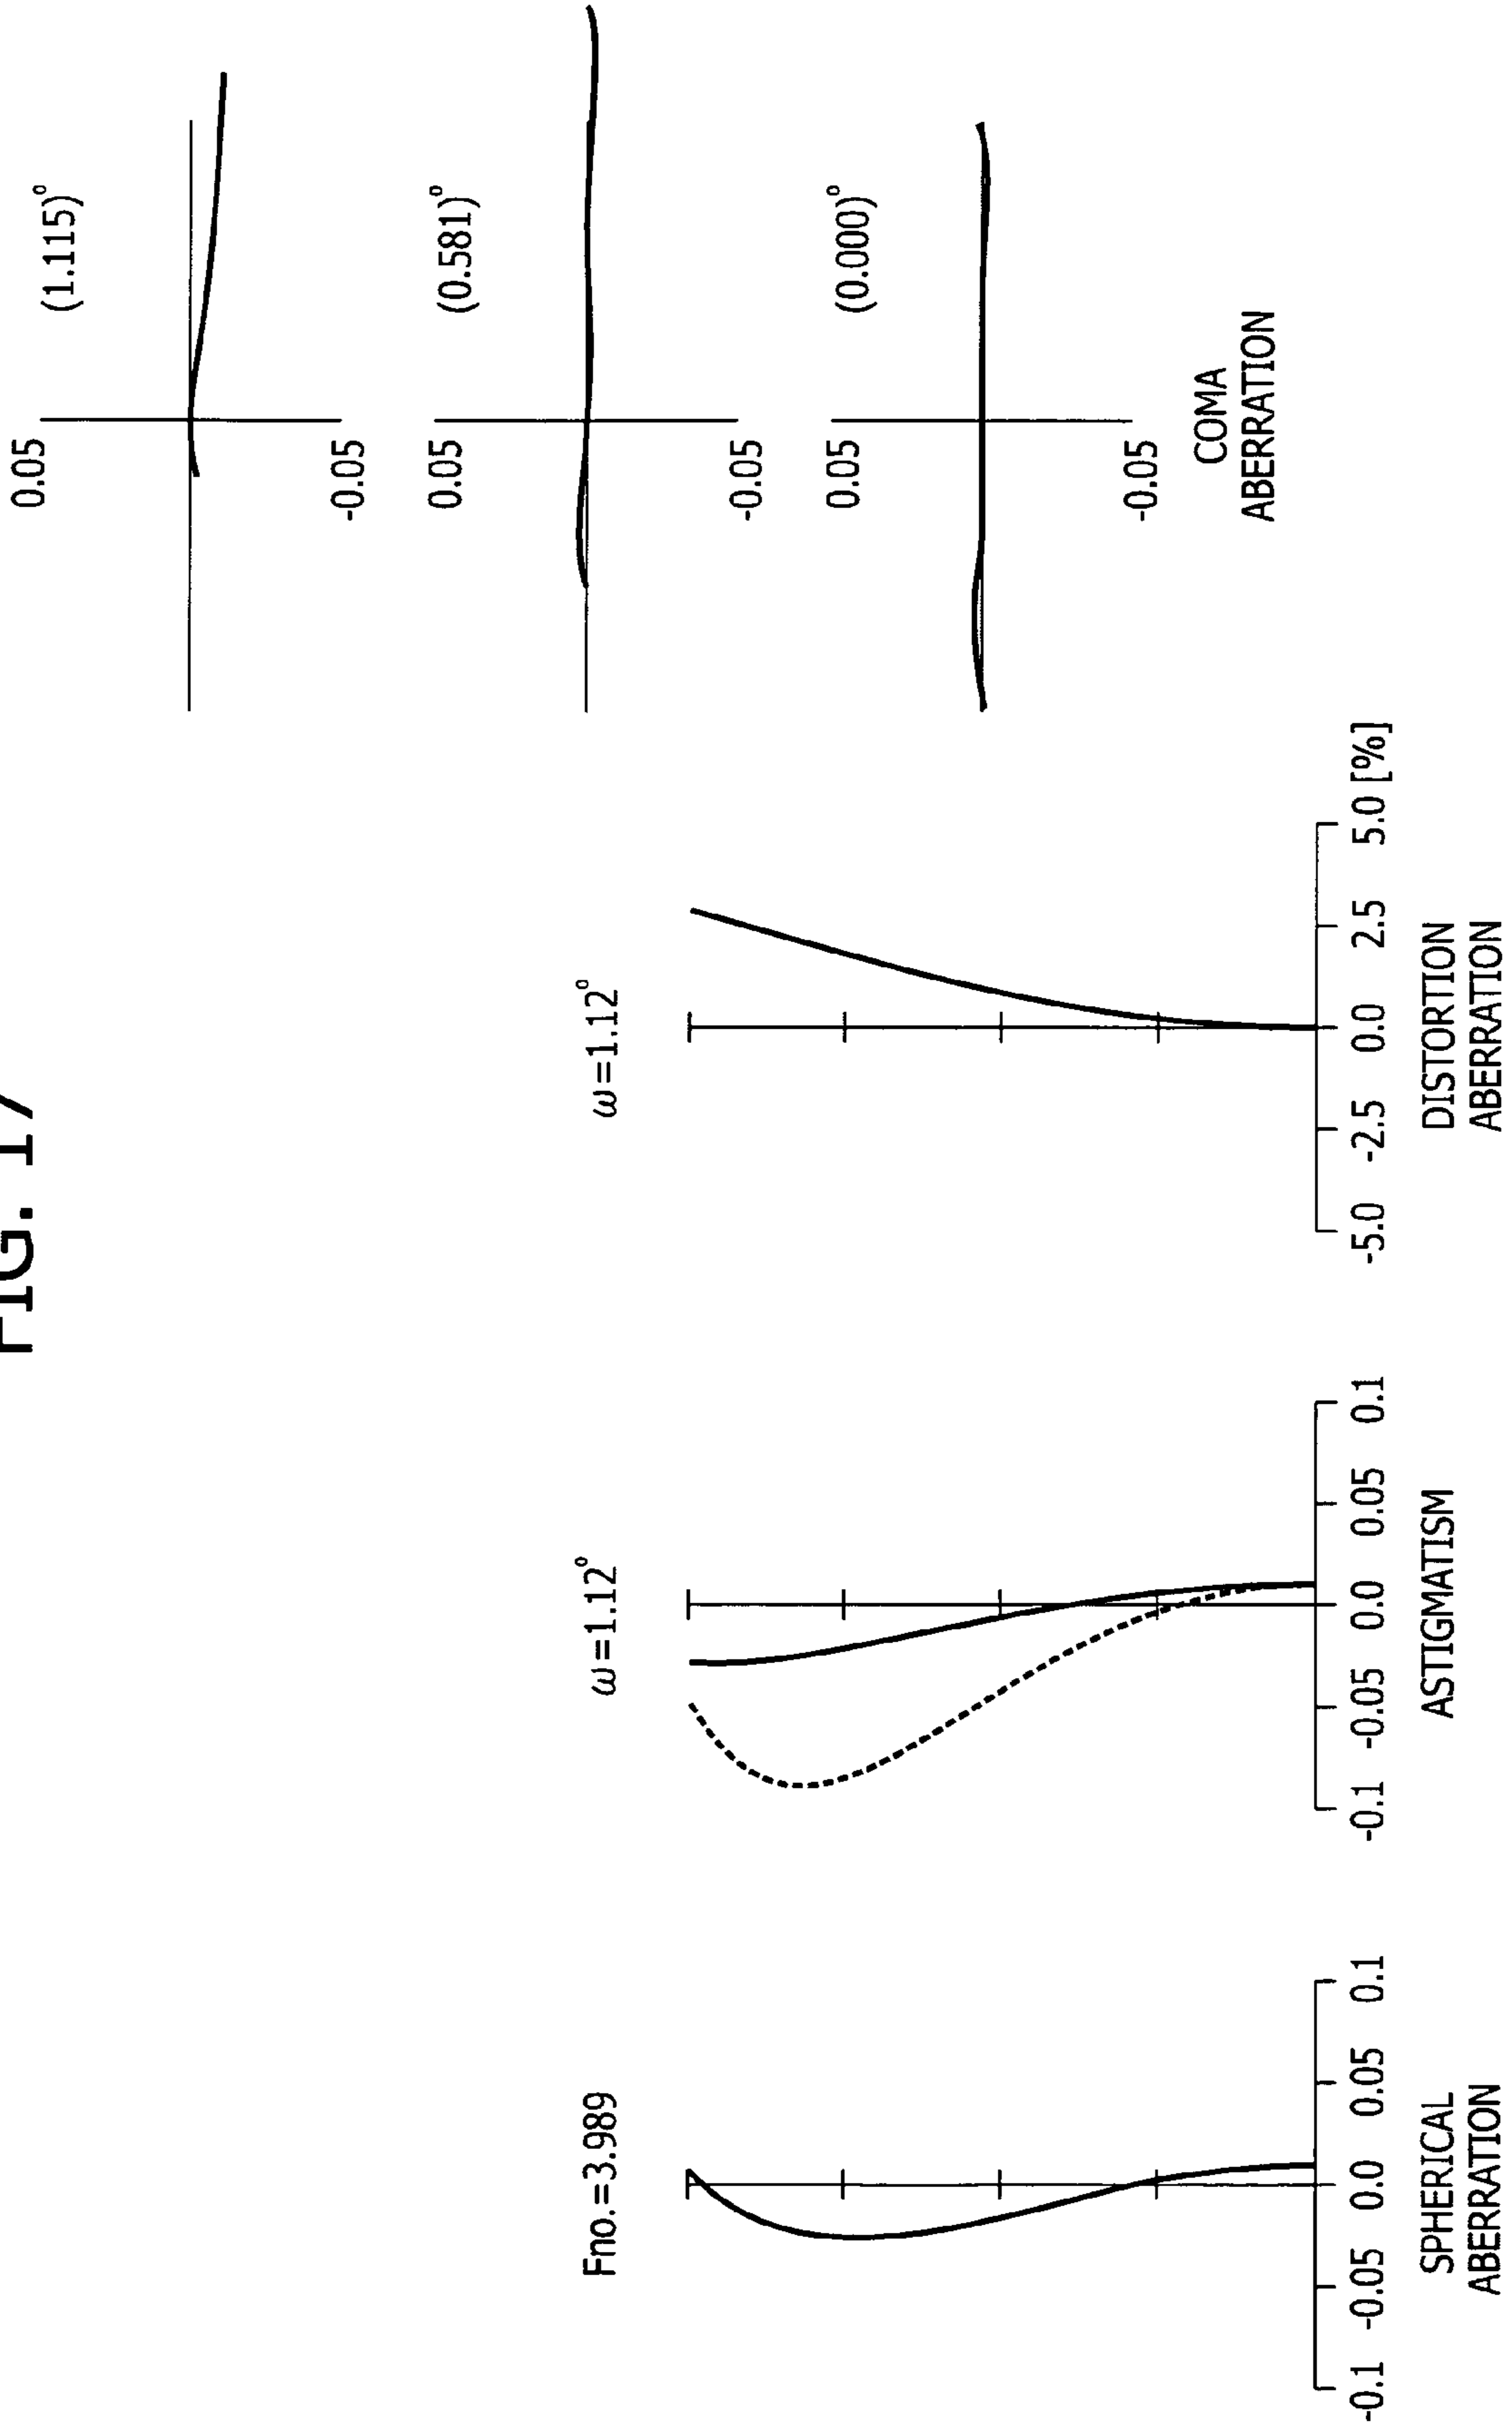 FIG. 17
Fno.=3.989
-0.1 -0.05 0.0 0.05 0.1
SPHERICAL
ABERRATION
ω=1.12°
-0.1 -0.05 0.0 0.05 0.1
ASTIGMATISM
ω=1.12°
-5.0 -2.5 0.0 2.5 5.0 [%]
DISTORTION
ABERRATION
0.05
(1.115)°
-0.05
0.05
(0.581)°
-0.05
0.05
(0.000)°
-0.05
COMA
ABERRATION